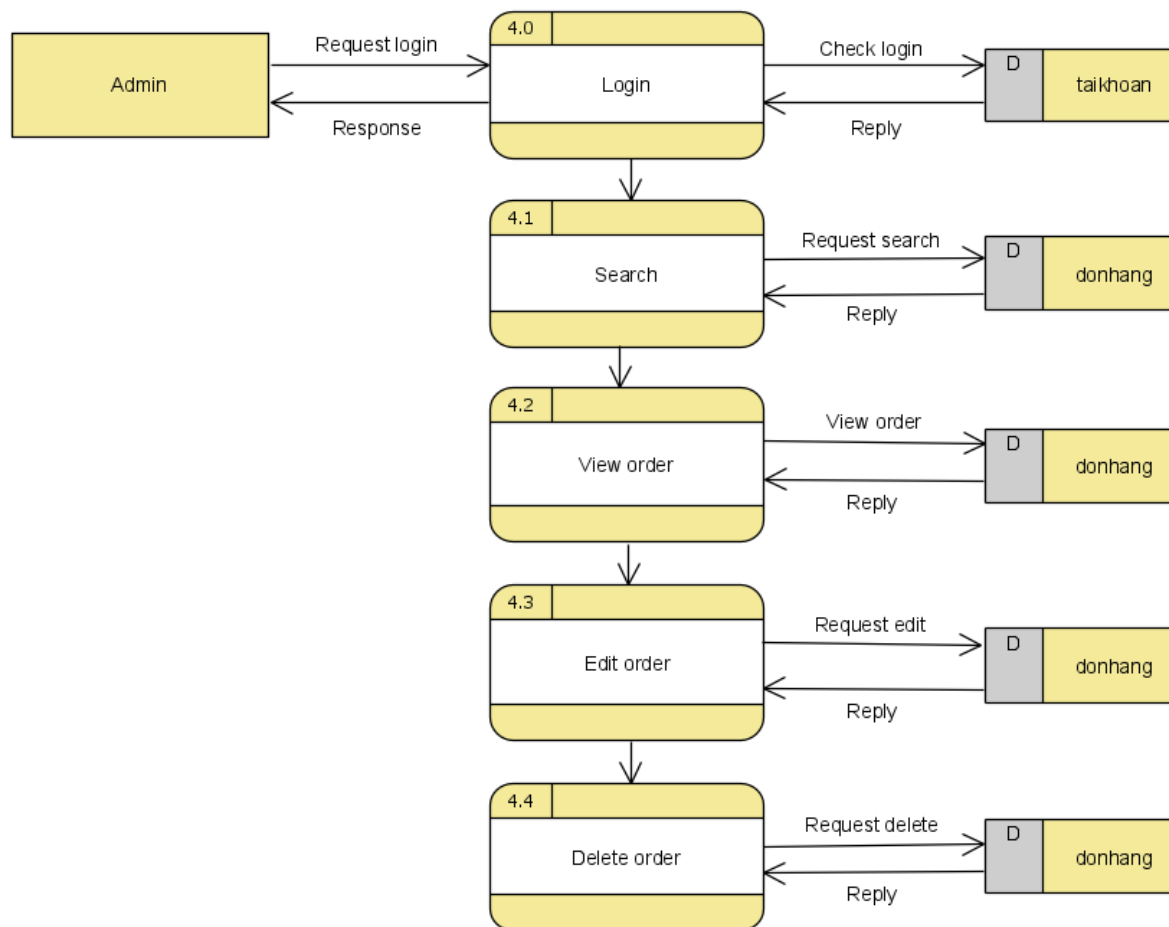 Admin
Request login
Response
4.0
Login
Check login
Reply
D
taikhoan
4.1
Search
Request search
Reply
D
donhang
4.2
View order
View order
Reply
D
donhang
4.3
Edit order
Request edit
Reply
D
donhang
4.4
Delete order
Request delete
Reply
D
donhang